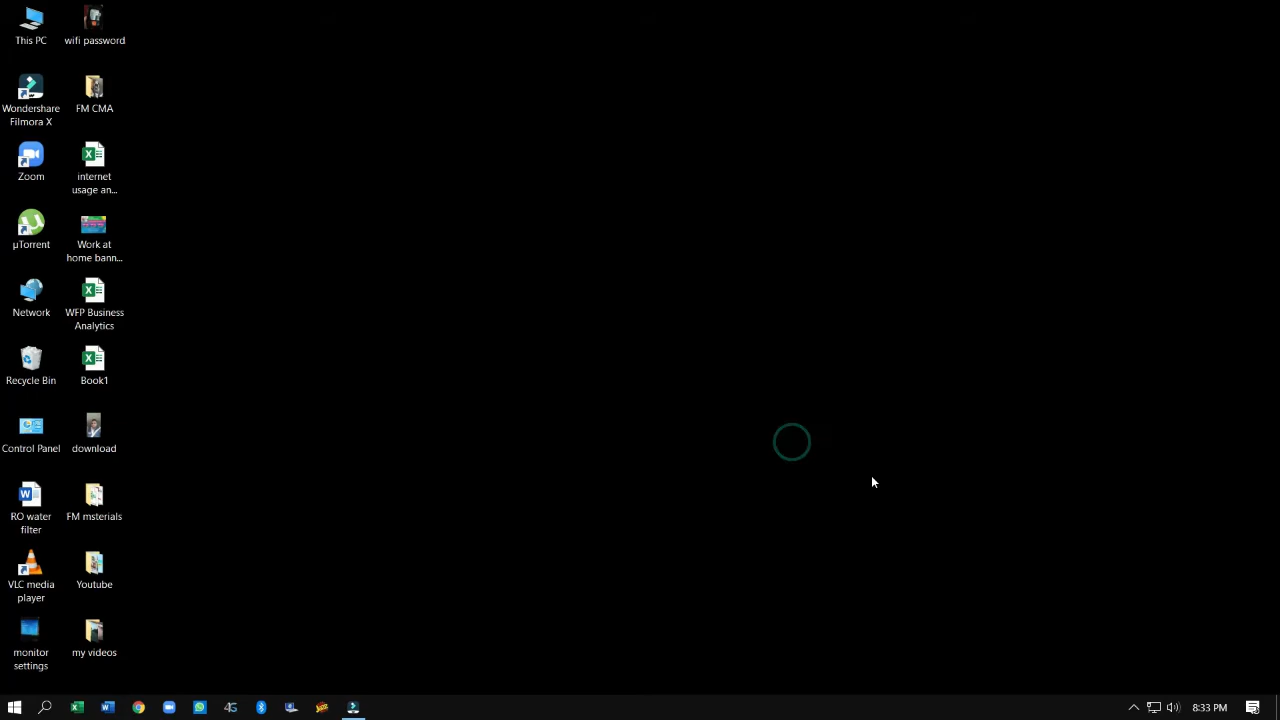 This PC
wifi password
Wondershare
Filmora X
FM CMA
Zoom
internet
usage an...
µTorrent
Work at
home bann...
Network
WFP Business
Analytics
Recycle Bin
Book1
Control Panel
download
RO water
filter
FM msterials
VLC media
player
Youtube
monitor
settings
my videos
4G
8:33 PM